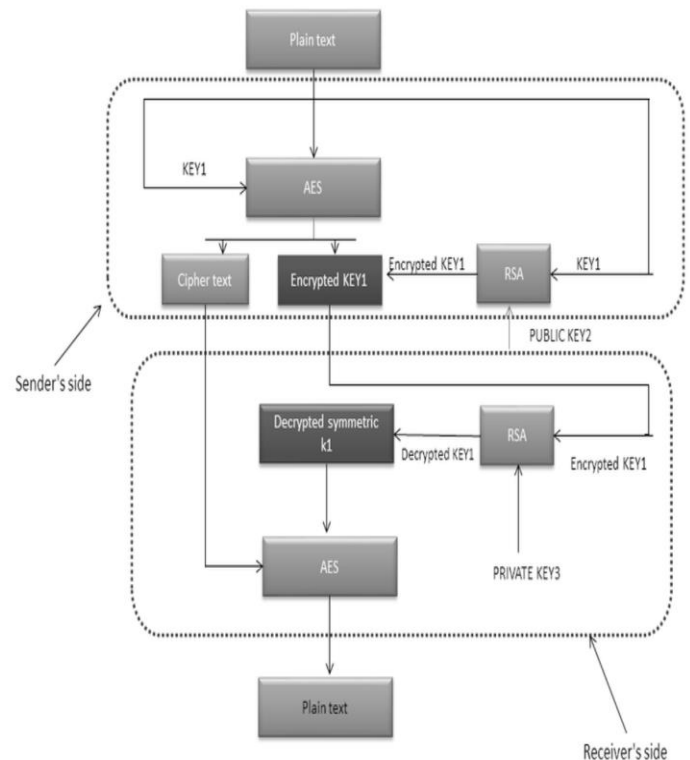 Plain text
KEY1
AES
Cipher text
Encrypted KEY1
Encrypted KEY1
RSA
KEY1
PUBLIC KEY2
Sender's side
Decrypted symmetric
k1
Decrypted KEY1
RSA
Encrypted KEY1
AES
PRIVATE KEY3
Plain text
Receiver's side